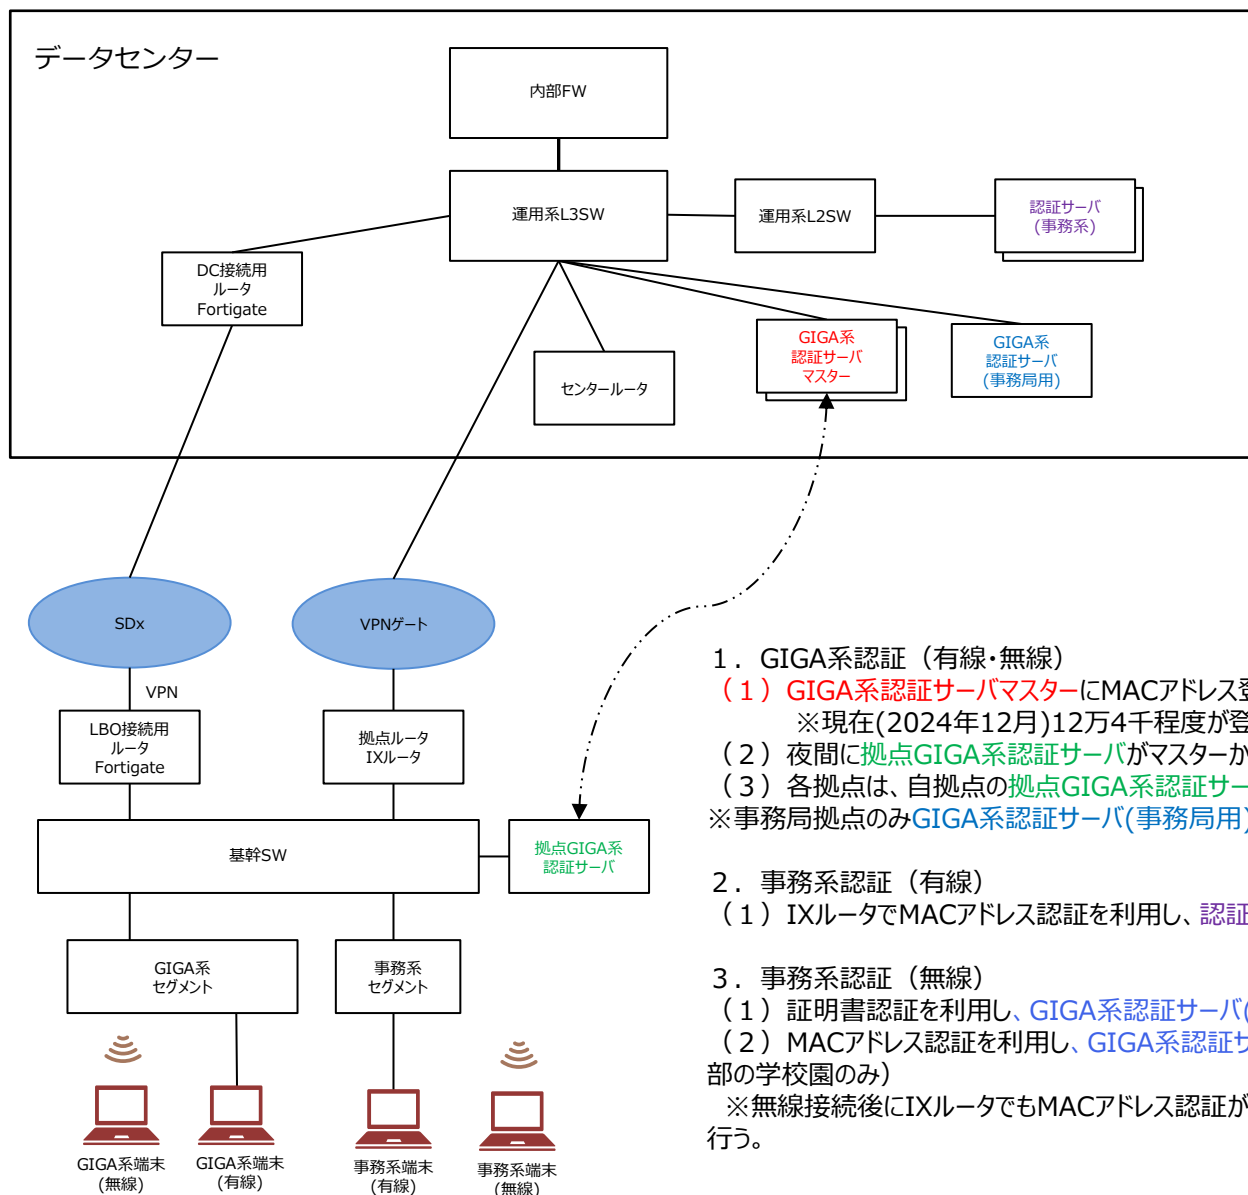 データセンター
内部FW
運用系L3SW
運用系L2SW
認証サーバ
(事務系)
DC接続用
ルータ
Fortigate
センタールータ
GIGA系
認証サーバ
マスター
GIGA系
認証サーバ
(事務局用)
SDx
VPNゲート
VPN
LBO接続用
ルータ
Fortigate
拠点ルータ
IXルータ
基幹SW
拠点GIGA系
認証サーバ
GIGA系
セグメント
事務系
セグメント
GIGA系端末
(無線)
GIGA系端末
(有線)
事務系端末
(有線)
事務系端末
(無線)
１．GIGA系認証（有線・無線）
（１）GIGA系認証サーバマスターにMACアドレス登
※現在(2024年12月)12万4千程度が登
（２）夜間に拠点GIGA系認証サーバがマスターか
（３）各拠点は、自拠点の拠点GIGA系認証サー
※事務局拠点のみGIGA系認証サーバ(事務局用)
２．事務系認証（有線）
（１）IXルータでMACアドレス認証を利用し、認証
３．事務系認証（無線）
（１）証明書認証を利用し、GIGA系認証サーバ(
（２）MACアドレス認証を利用し、GIGA系認証サ
部の学校園のみ）
※無線接続後にIXルータでもMACアドレス認証が
行う。